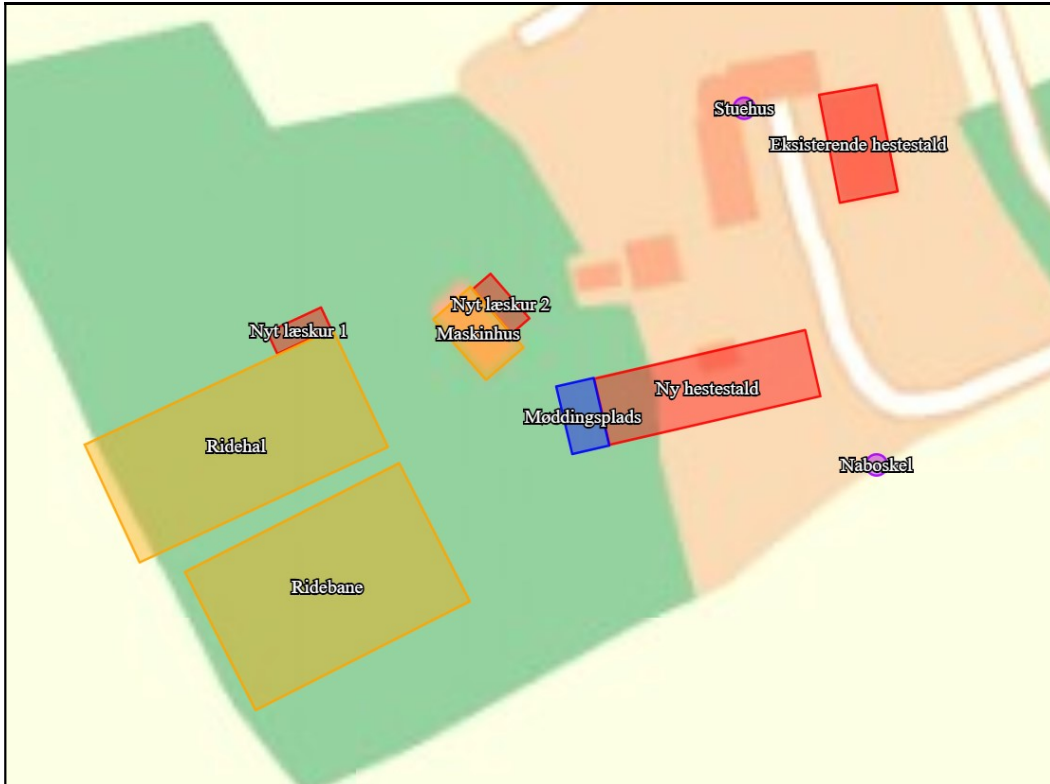 Stuehus
Eksisterende hestestald
Nyt læskur 2
Nyt læskur 1
Maskinhus
Ny hestestald
Møddingsplads
Ridehal
Naboskel
Ridebane